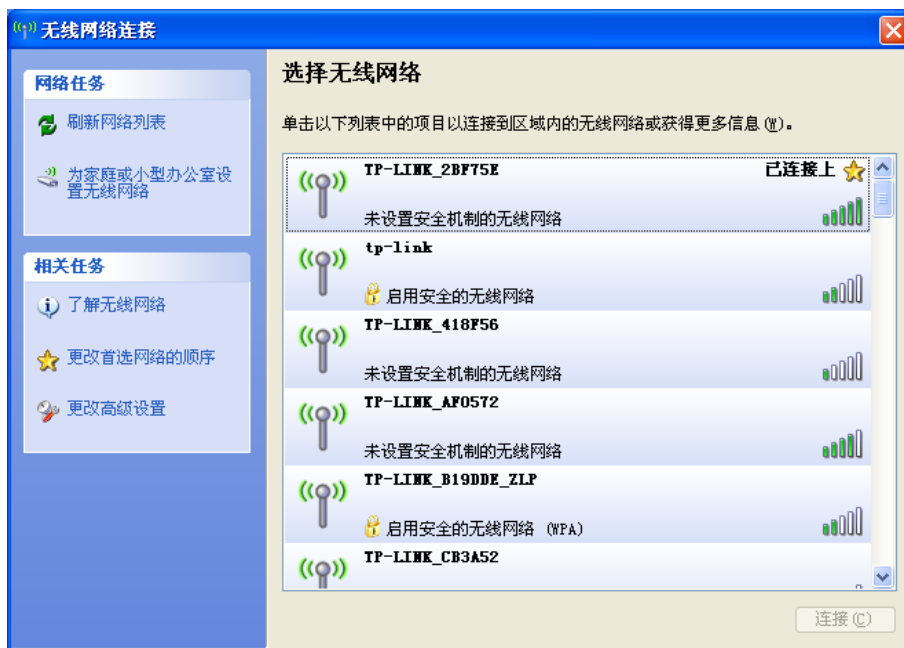 无线网络连接
网络任务
刷新网络列表
为家庭或小型办公室设
置无线网络
相关任务
了解无线网络
更改首选网络的顺序
更改高级设置
选择无线网络
单击以下列表中的项目以连接到区域内的无线网络或获得更多信息(W)。
TP-LINK_2BF75E 已连接上
未设置安全机制的无线网络
tp-link
启用安全的无线网络
TP-LINK_418F56
未设置安全机制的无线网络
TP-LINK_AF0572
未设置安全机制的无线网络
TP-LINK_B19DDE_ZLP
启用安全的无线网络 (WPA)
TP-LINK_CB3A52
连接(C)